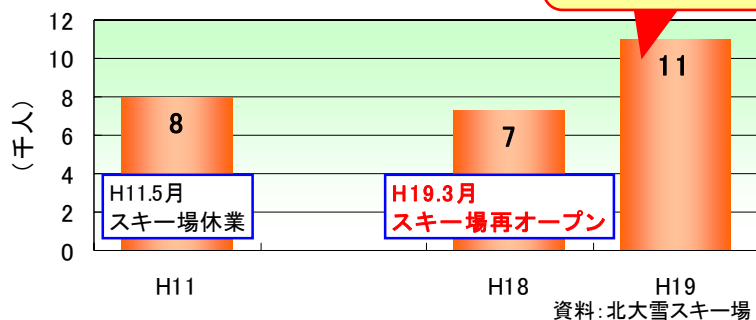 (千人)
12
10
8
6
4
2
0
8
7
11
H11.5月
スキー場休業
H19.3月
スキー場再オープン
H11
H18
H19
資料:北大雪スキー場